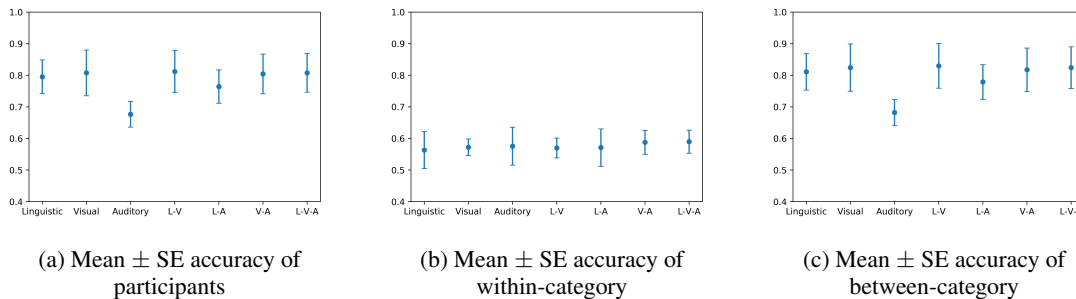 1.0
0.9
0.8
0.7
0.6
0.5
0.4
Linguistic Visual Auditory L-V L-A V-A L-V-A
(a) Mean ± SE accuracy of
participants
1.0
0.9
0.8
0.7
0.6
0.5
0.4
Linguistic Visual Auditory L-V L-A V-A L-V-A
(b) Mean ± SE accuracy of
within-category
1.0
0.9
0.8
0.7
0.6
0.5
0.4
Linguistic Visual Auditory L-V L-A V-A L-V-
(c) Mean ± SE accuracy of
between-category